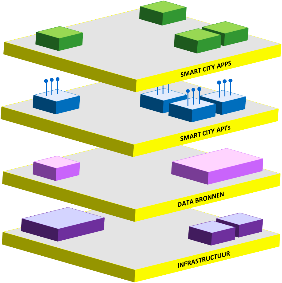 SMART CITY APPS
SMART CITY API's
DATA BRONNEN
INFRASTRUCTUUR